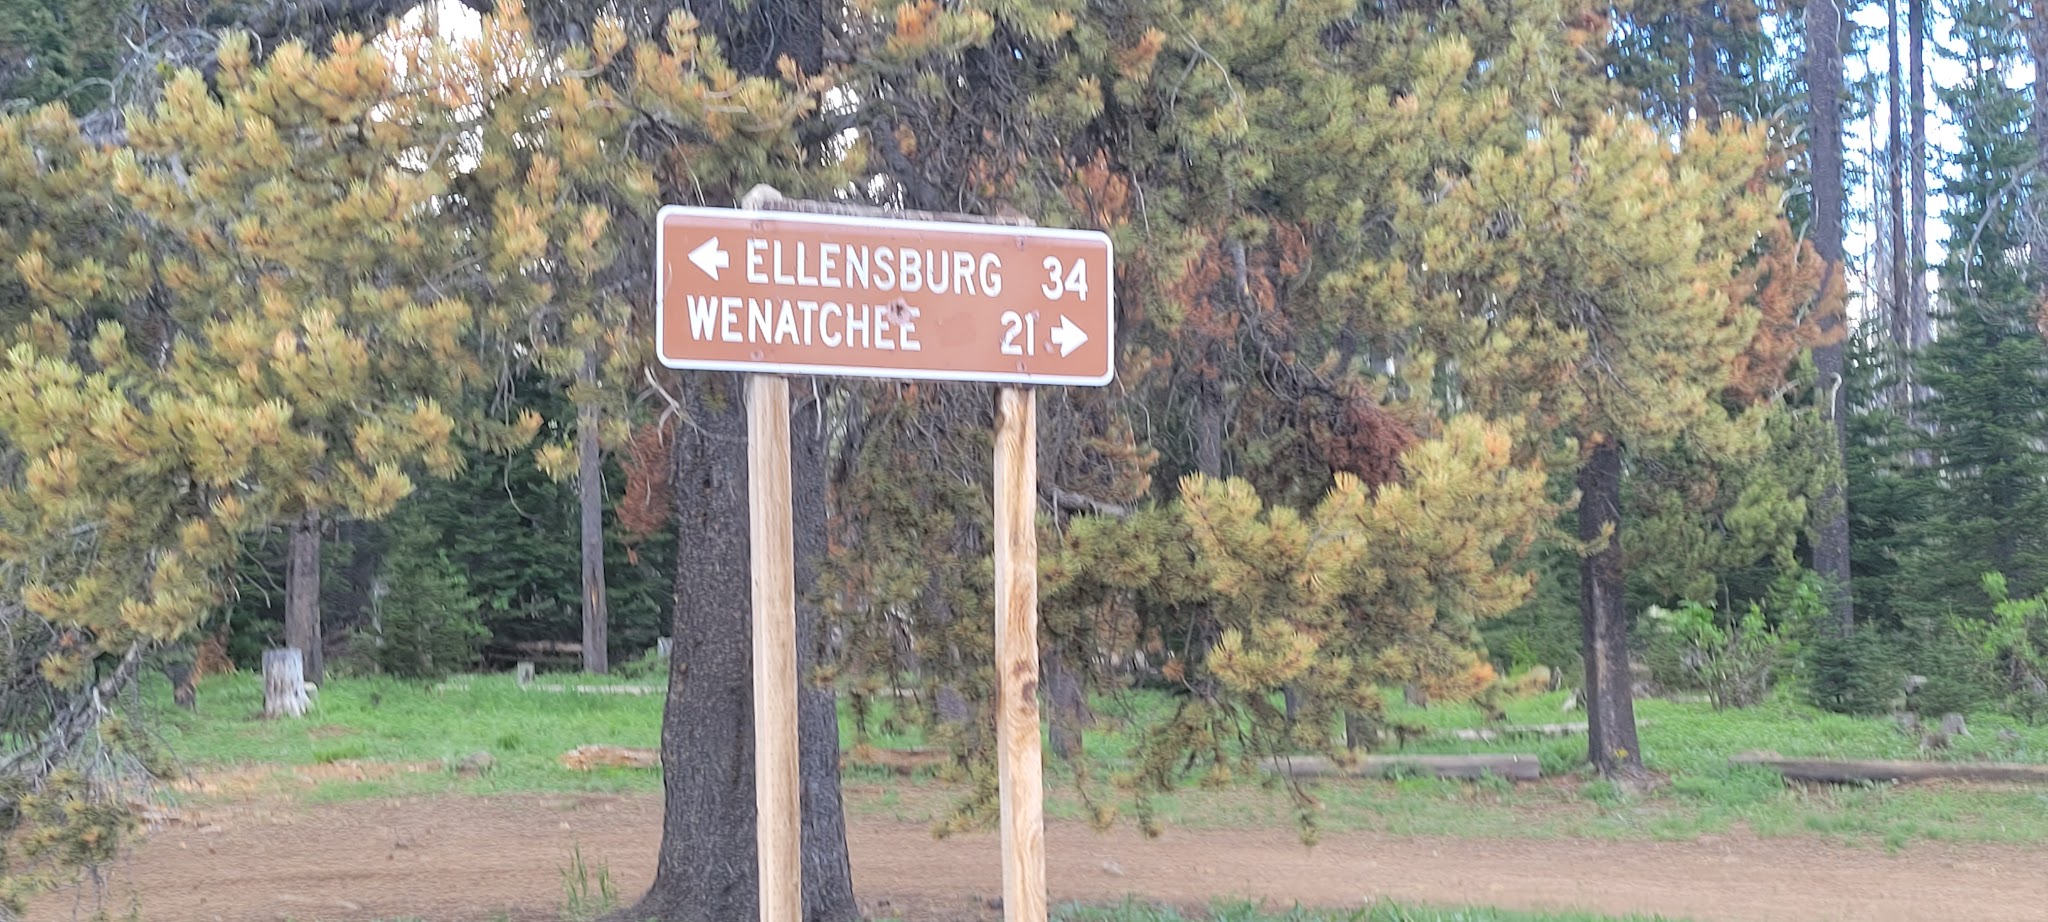 ← ELLENSBURG 34
WENATCHEE 21 →